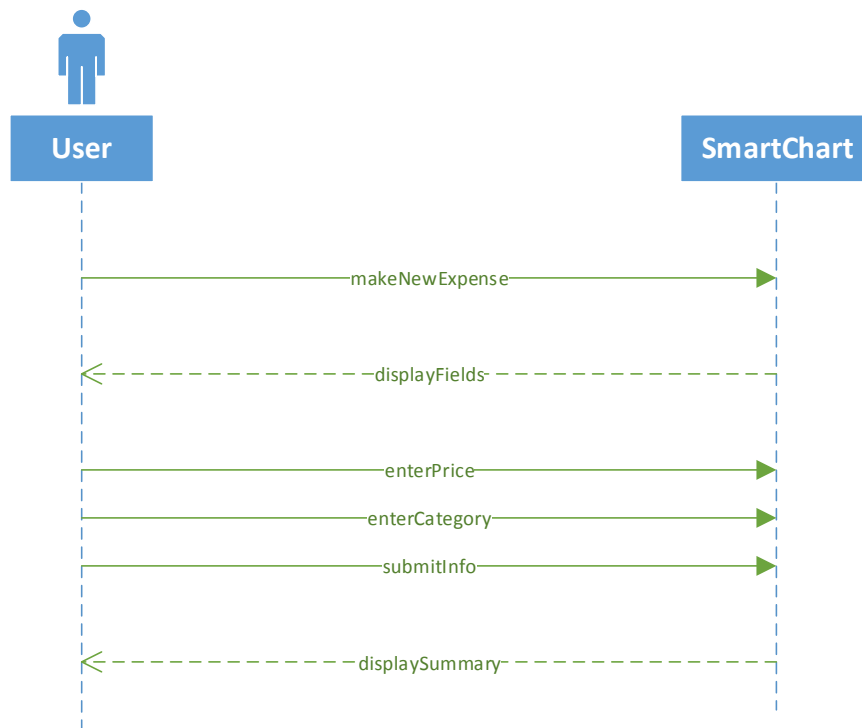 User
SmartChart
makeNewExpense
displayFields
enterPrice
enterCategory
submitInfo
displaySummary